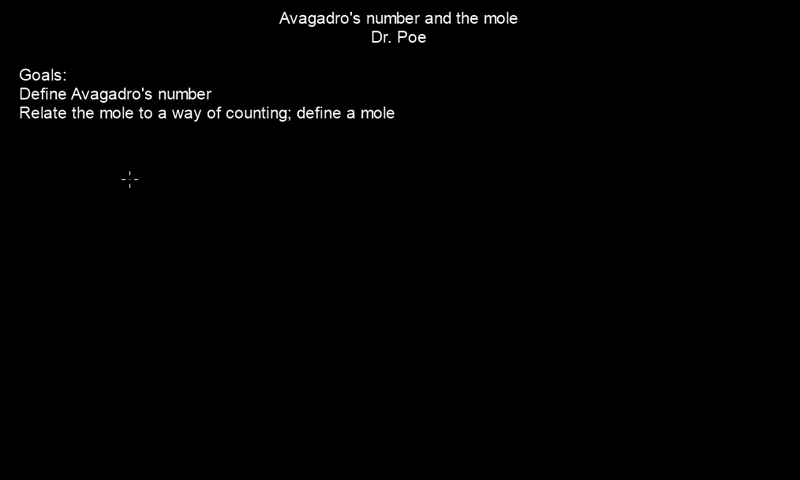 Avagadro's number and the mole
Dr. Poe
Goals:
Define Avagadro's number
Relate the mole to a way of counting; define a mole